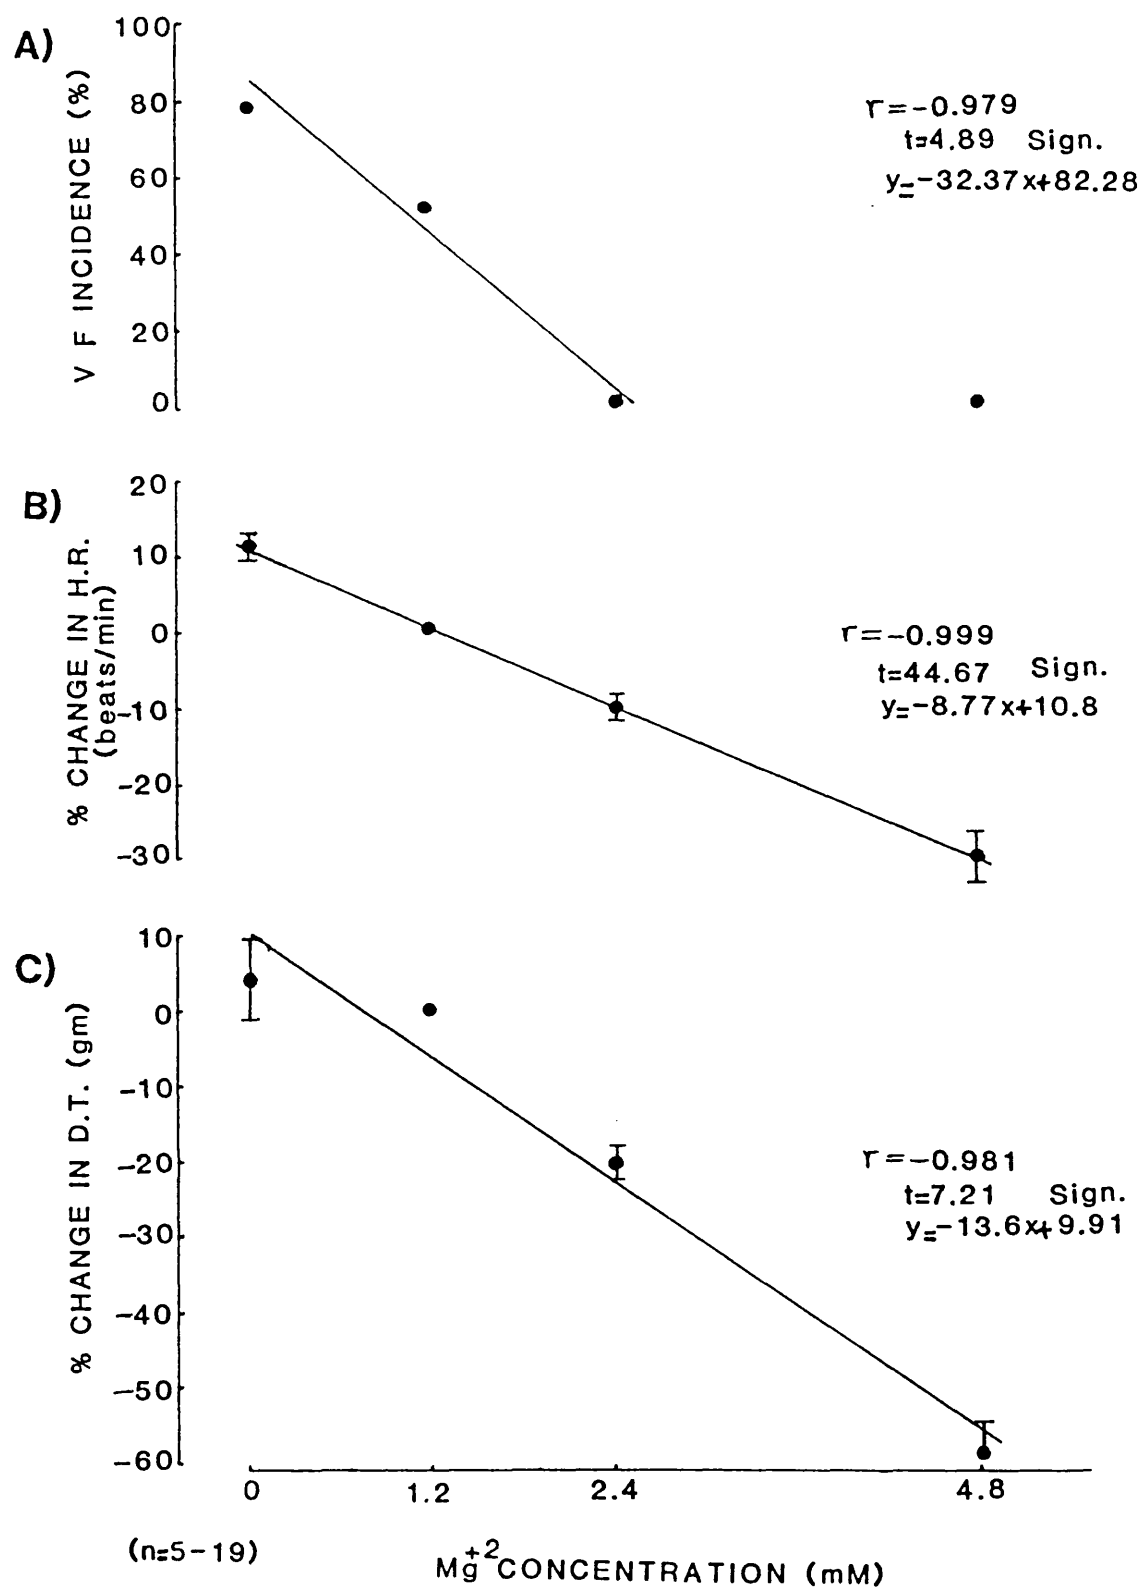 A)
V F INCIDENCE (%)
100
80
60
40
20
0
r=-0.979
t=4.89 Sign.
y=-32.37x+82.28
B)
% CHANGE IN H.R.
(beats/min)
20
10
0
-10
-20
-30
r=-0.999
t=44.67 Sign.
y=-8.77x+10.8
C)
% CHANGE IN D.T. (gm)
10
0
-10
-20
-30
-40
-50
-60
r=-0.981
t=7.21 Sign.
y=-13.6x+9.91
0 1.2 2.4 4.8
(n=5-19)
Mg+2 CONCENTRATION (mM)